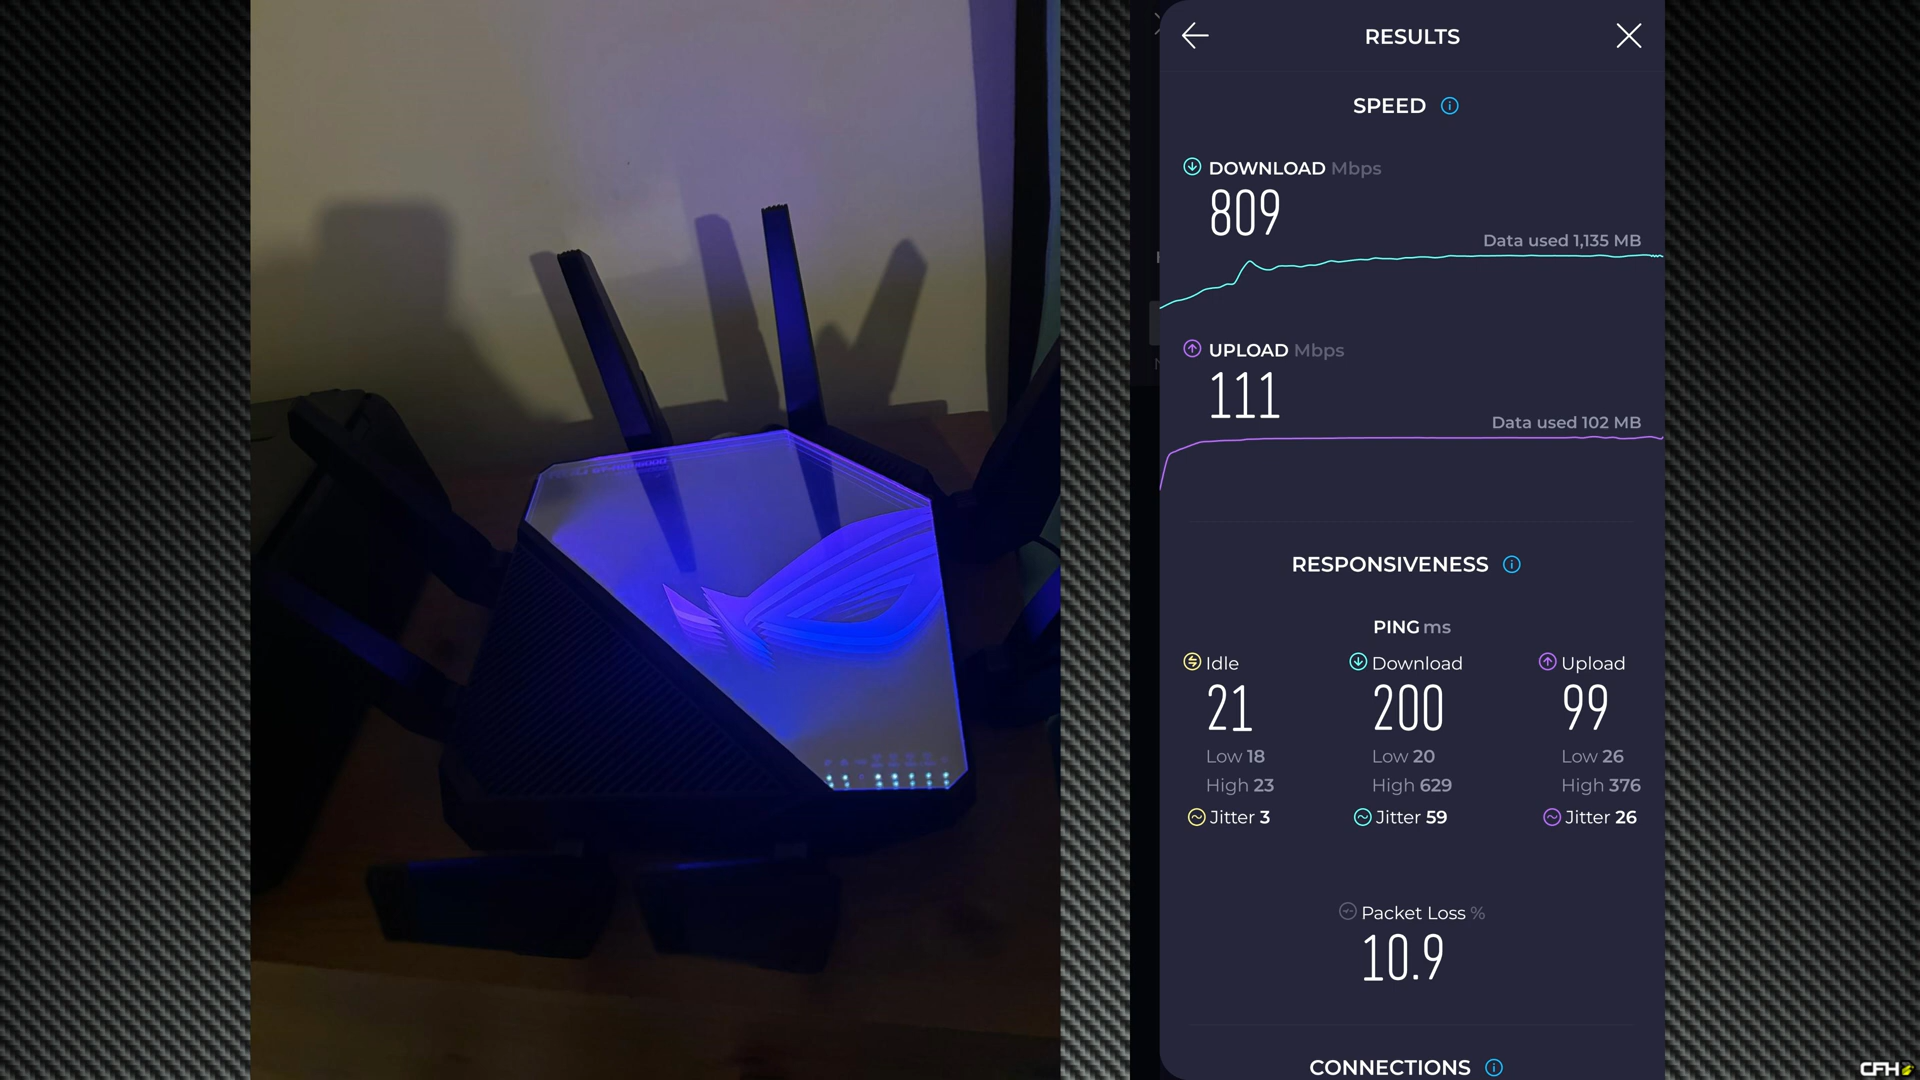 RESULTS
SPEED
DOWNLOAD Mbps
809
Data used 1,135 MB
UPLOAD Mbps
111
Data used 102 MB
RESPONSIVENESS
PING ms
Idle Download Upload
21 200 99
Low 18 Low 20 Low 26
High 23 High 629 High 376
Jitter 3 Jitter 59 Jitter 26
Packet Loss %
10.9
CONNECTIONS
CFH